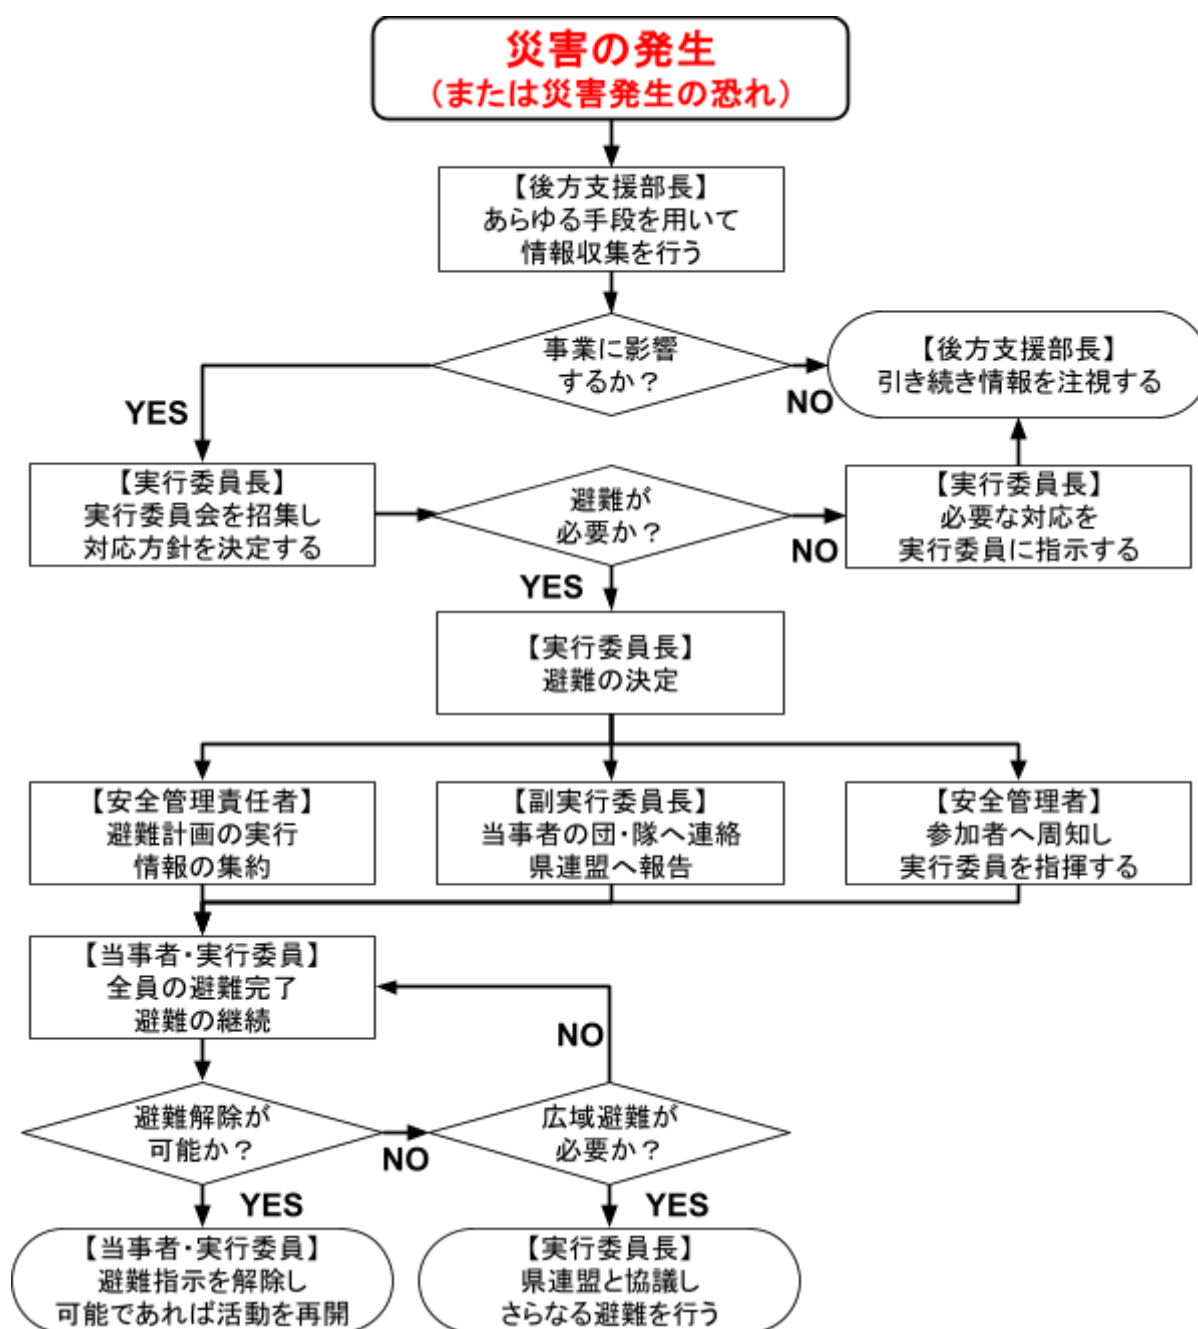 災害の発生
（または災害発生の恐れ）
【後方支援部長】
あらゆる手段を用いて
情報収集を行う
事業に影響
するか？
YES
NO
【後方支援部長】
引き続き情報を注視する
【実行委員長】
実行委員会を招集し
対応方針を決定する
避難が
必要か？
YES
NO
【実行委員長】
必要な対応を
実行委員に指示する
【実行委員長】
避難の決定
【安全管理責任者】
避難計画の実行
情報の集約
【副実行委員長】
当事者の団・隊へ連絡
県連盟へ報告
【安全管理者】
参加者へ周知し
実行委員を指揮する
【当事者・実行委員】
全員の避難完了
避難の継続
避難解除が
可能か？
NO
YES
広域避難が
必要か？
NO
YES
【当事者・実行委員】
避難指示を解除し
可能であれば活動を再開
【実行委員長】
県連盟と協議し
さらなる避難を行う